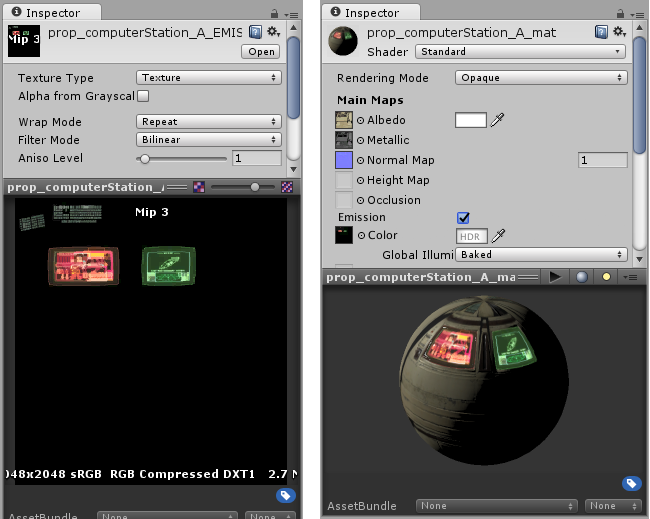 Inspector
prop_computerStation_A_EMIS
Mip 3
Open
Texture Type
Texture
Alpha from Grayscal
Wrap Mode
Repeat
Filter Mode
Bilinear
Aniso Level
1
prop_computerStation_A
Mip 3
048x2048 sRGB RGB Compressed DXT1 2.7 M
AssetBundle
None
None
Inspector
prop_computerStation_A_mat
Shader
Standard
Rendering Mode
Opaque
Main Maps
Albedo
Metallic
Normal Map
1
Height Map
Occlusion
Emission
Color
HDR
Global Illumi
Baked
prop_computerStation_A_ma
AssetBundle
None
None